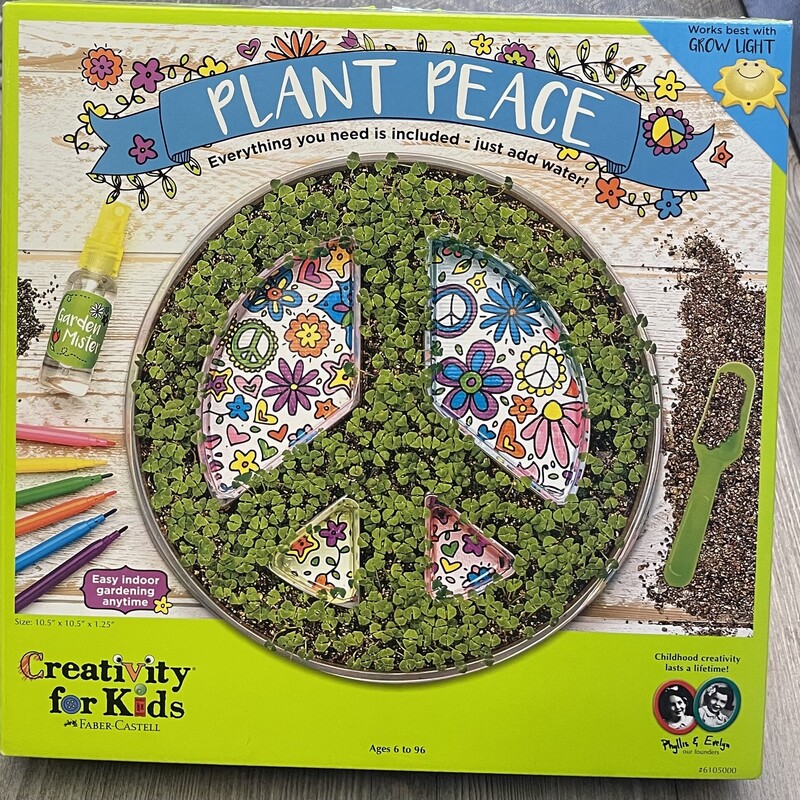 Works best with
GROW LIGHT
PLANT PEACE
Everything you need is included - just add water!
Garden
Mister
Easy indoor
gardening
anytime
Size: 10.5" x 10.5" x 1.25"
Creativity®
for Kids
FABER-CASTELL
Childhood creativity
lasts a lifetime!
Phyllis & Evelyn
our founders
Ages 6 to 96
#6105000